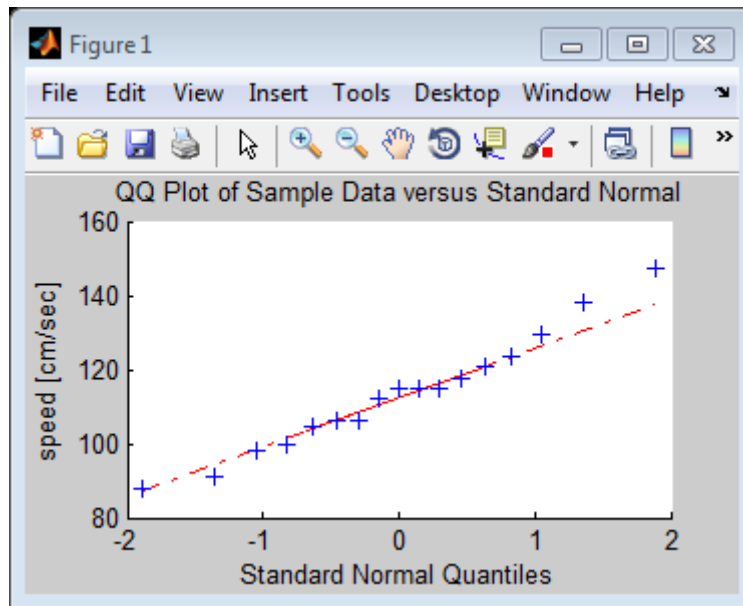 Figure 1
File Edit View Insert Tools Desktop Window Help
QQ Plot of Sample Data versus Standard Normal
160
140
120
100
80
speed [cm/sec]
-2 -1 0 1 2
Standard Normal Quantiles